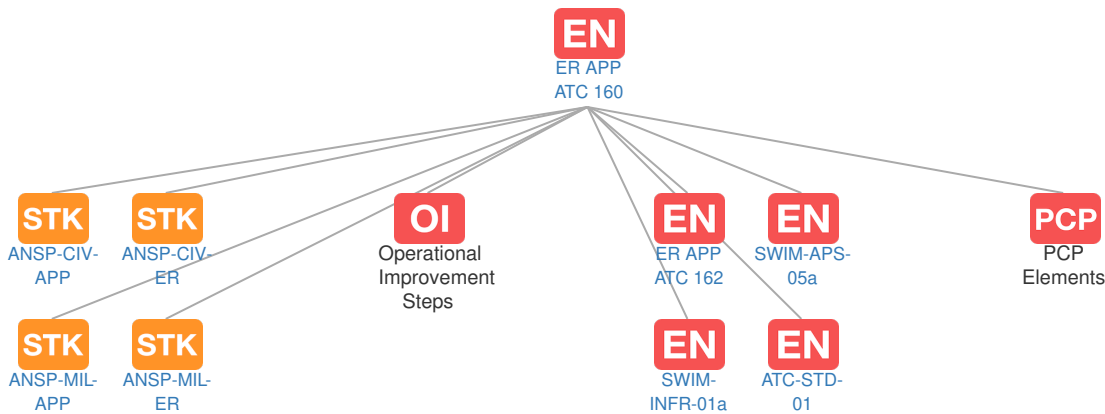 EN
ER APP
ATC 160
STK
ANSP-CIV-
APP
STK
ANSP-CIV-
ER
OI
Operational
Improvement
Steps
EN
ER APP
ATC 162
EN
SWIM-APS-
05a
PCP
PCP
Elements
STK
ANSP-MIL-
APP
STK
ANSP-MIL-
ER
EN
SWIM-
INFR-01a
EN
ATC-STD-
01